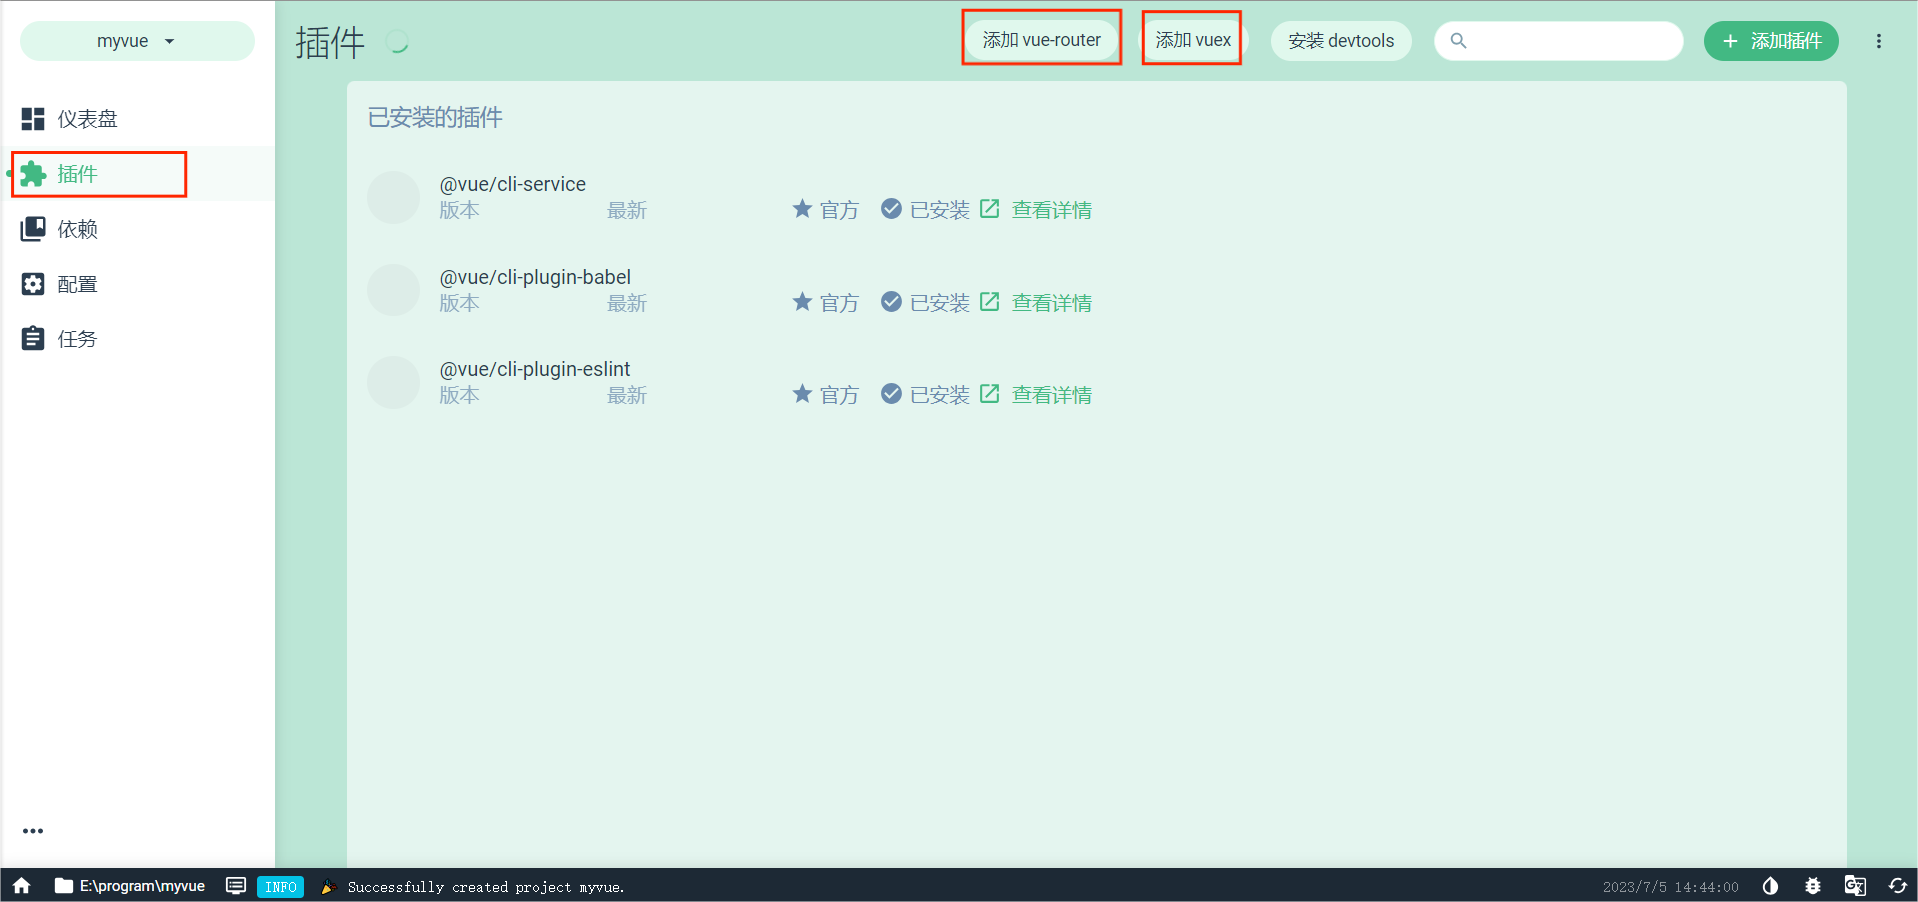 myvue
插件
添加 vue-router
添加 vuex
安装 devtools
添加插件
仪表盘
插件
依赖
配置
任务
已安装的插件
@vue/cli-service
版本 最新 官方 已安装 查看详情
@vue/cli-plugin-babel
版本 最新 官方 已安装 查看详情
@vue/cli-plugin-eslint
版本 最新 官方 已安装 查看详情
E:\program\myvue
INFO
Successfully created project myvue.
2023/7/5 14:44:00